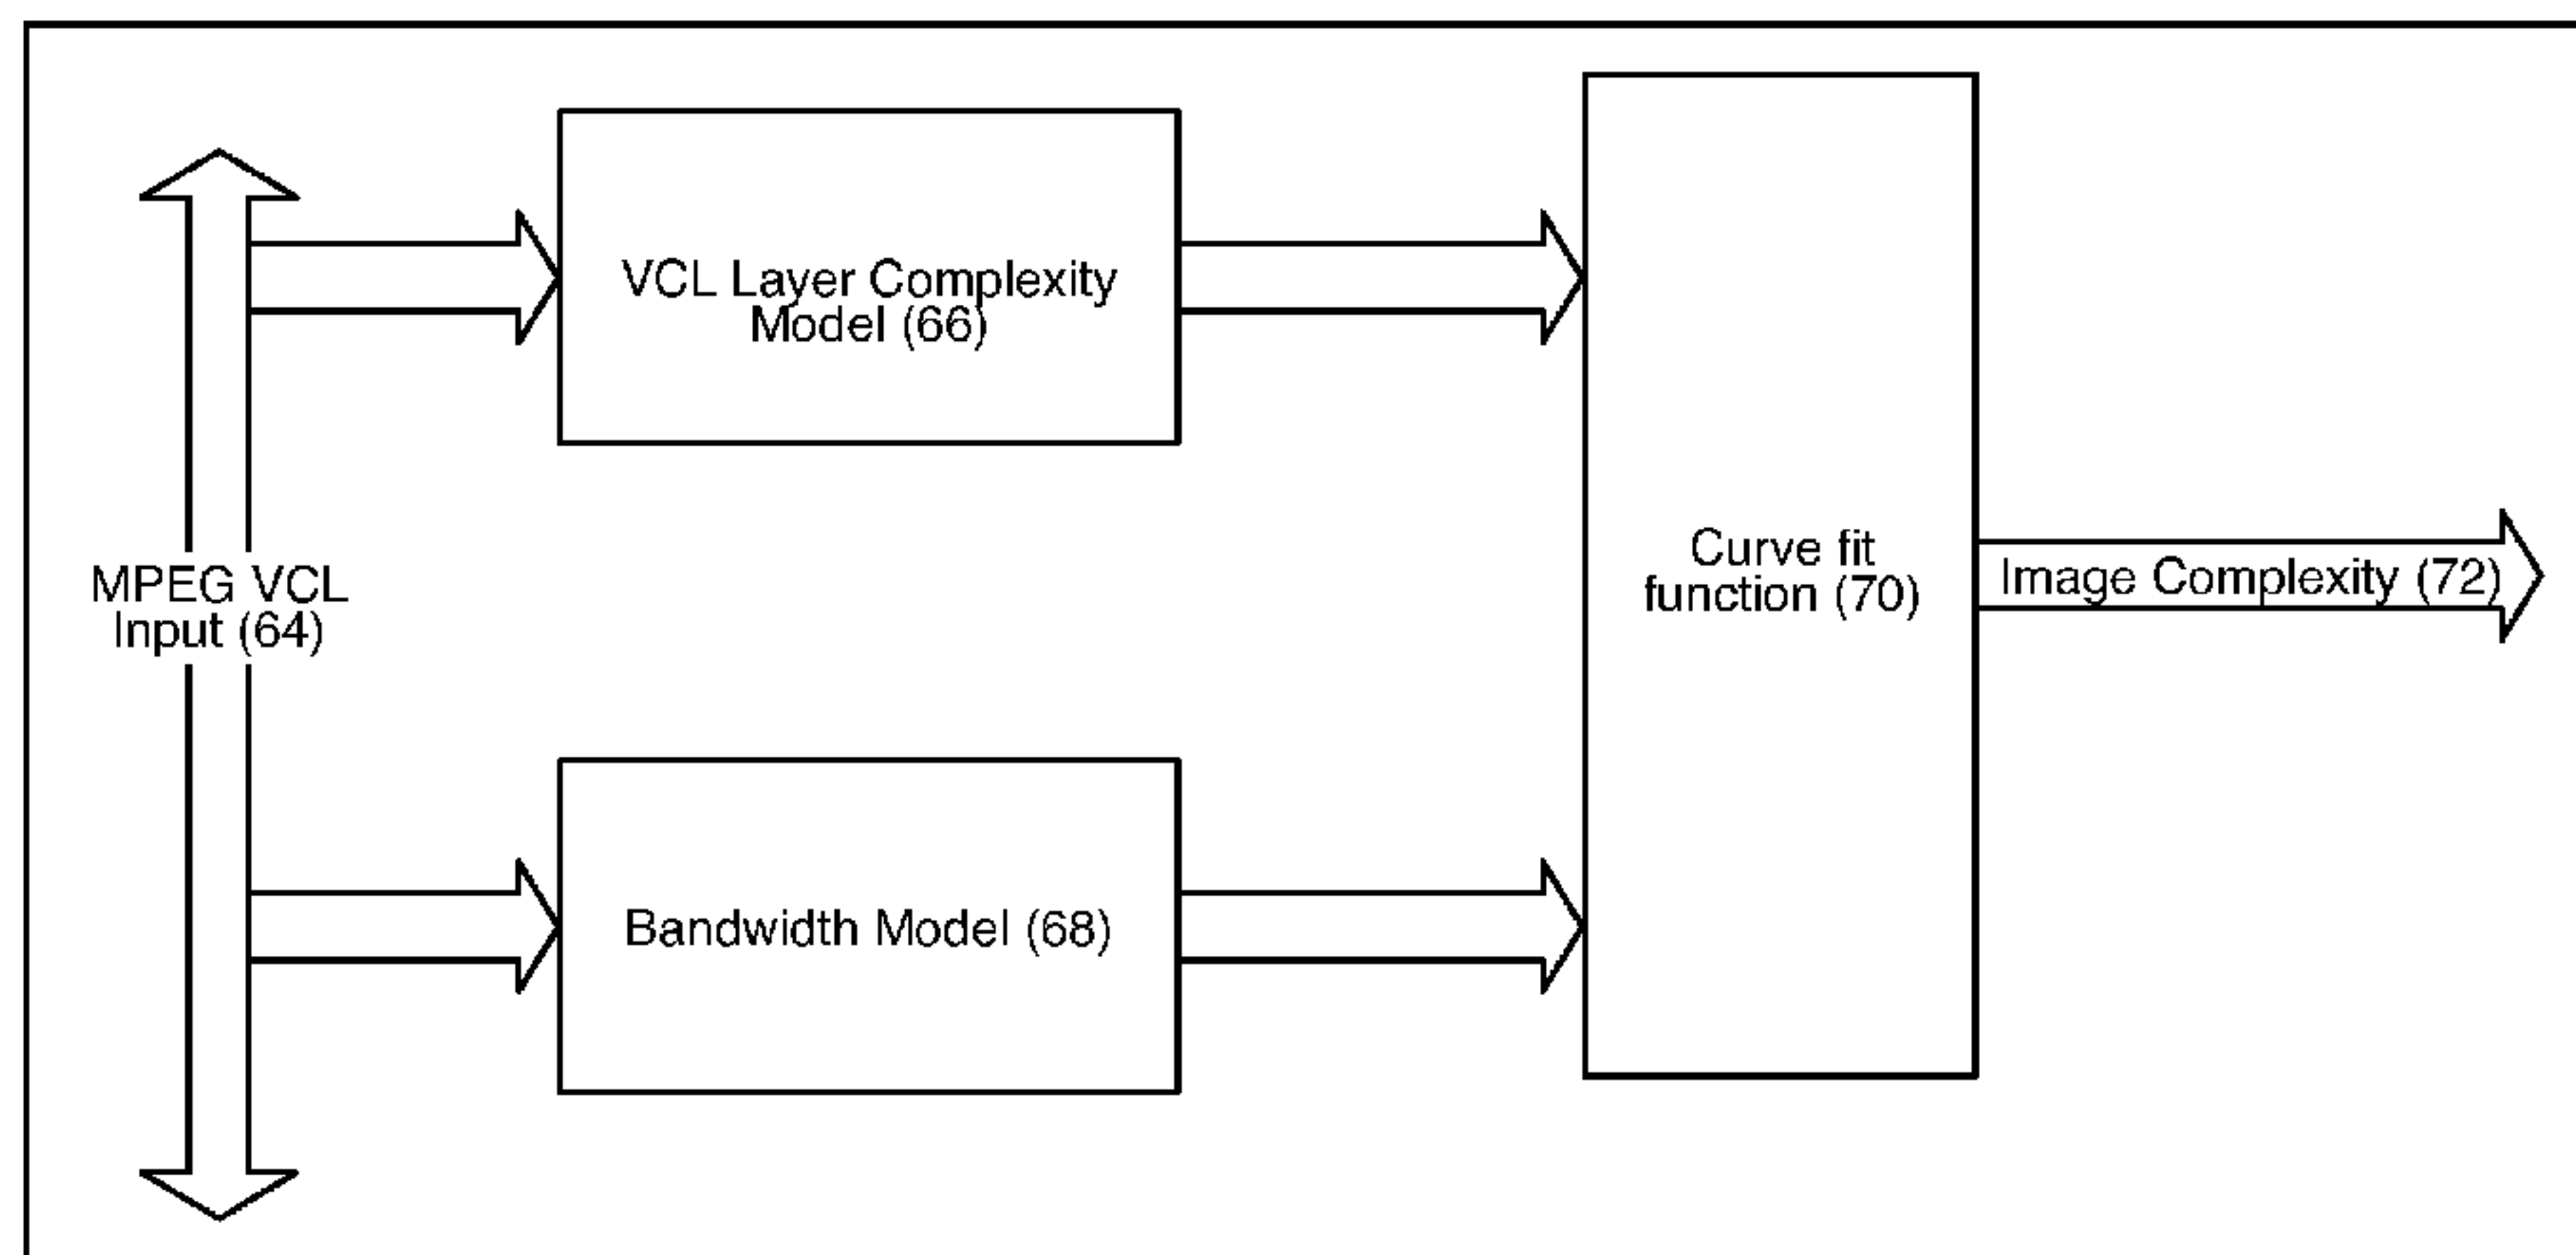 MPEG VCL
Input (64)
VCL Layer Complexity
Model (66)
Bandwidth Model (68)
Curve fit
function (70)
Image Complexity (72)